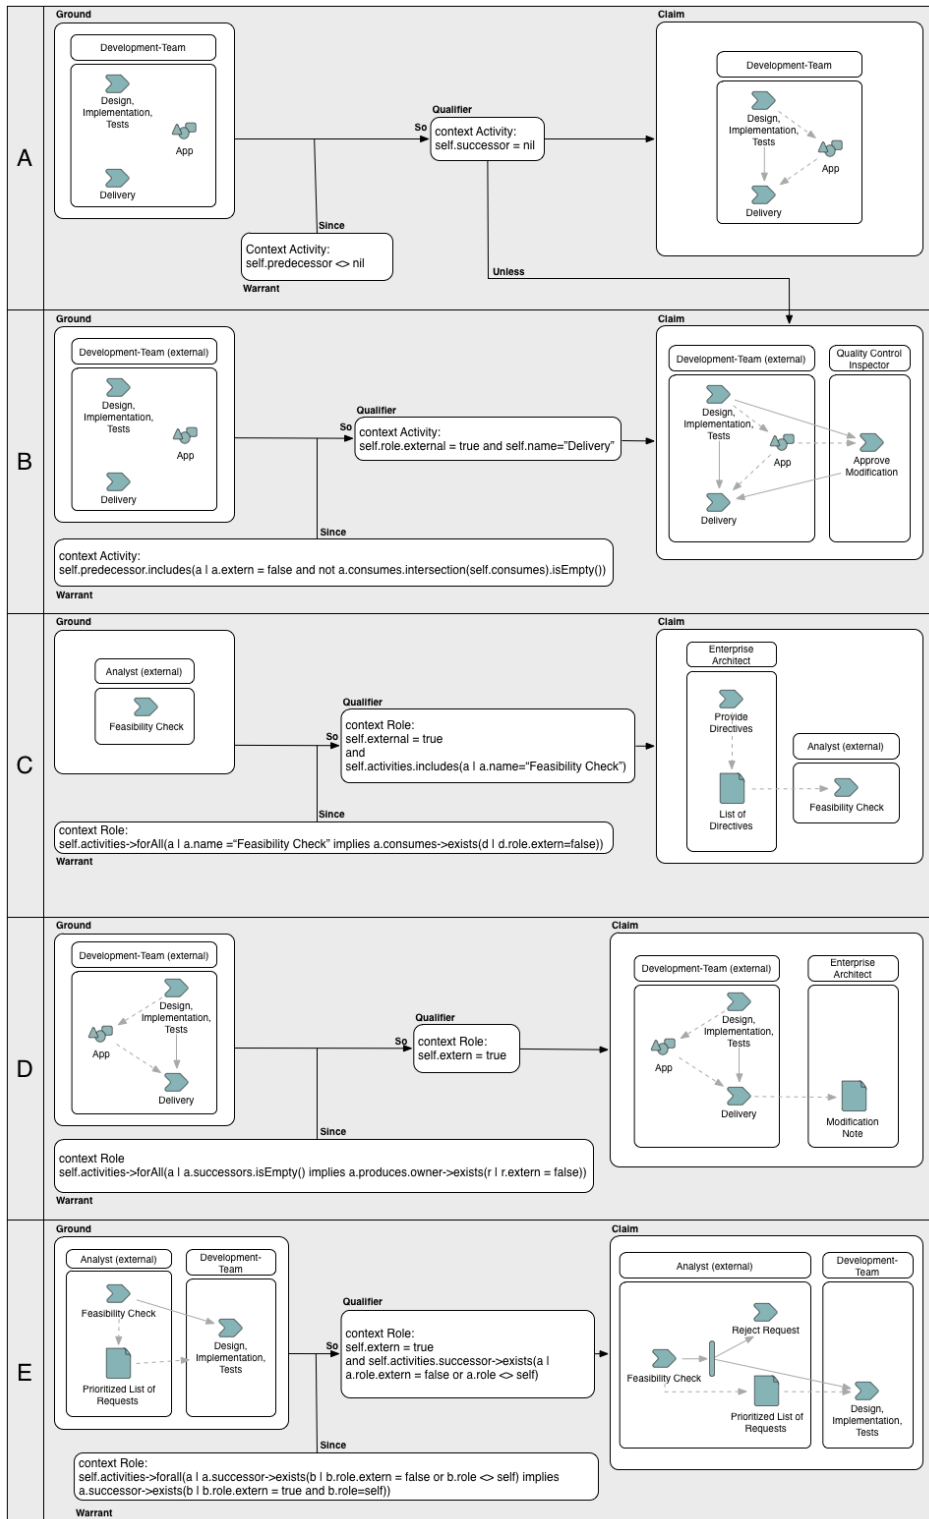 A
Ground
Development-Team
Design,
Implementation,
Tests
App
Delivery
So
Qualifier
context Activity:
self.successor = nil
Since
Context Activity:
self.predecessor <> nil
Warrant
Unless
Claim
Development-Team
Design,
Implementation,
Tests
App
Delivery
B
Ground
Development-Team (external)
Design,
Implementation,
Tests
App
Delivery
So
Qualifier
context Activity:
self.role.external = true and self.name="Delivery”
Since
context Activity:
self.predecessor.includes(a | a.extern = false and not a.consumes.intersection(self.consumes).isEmpty())
Warrant
Claim
Development-Team (external)
Quality Control
Inspector
Design,
Implementation,
Tests
App
Approve
Modification
Delivery
C
Ground
Analyst (external)
Feasibility Check
So
Qualifier
context Role:
self.external = true
and
self.activities.includes(a | a.name=“Feasibility Check”)
Since
context Role:
self.activities->forAll(a | a.name =“Feasibility Check” implies a.consumes->exists(d | d.role.extern=false))
Warrant
Claim
Enterprise
Architect
Provide
Directives
List of
Directives
Analyst (external)
Feasibility Check
D
Ground
Development-Team (external)
Design,
Implementation,
Tests
App
Delivery
So
Qualifier
context Role:
self.extern = true
Since
context Role
self.activities->forAll(a | a.successors.isEmpty() implies a.produces.owner->exists(r | r.extern = false))
Warrant
Claim
Development-Team (external)
Enterprise
Architect
Design,
Implementation,
Tests
App
Delivery
Modification
Note
E
Ground
Analyst (external)
Development-
Team
Feasibility Check
Design,
Implementation,
Tests
Prioritized List of
Requests
So
Qualifier
context Role:
self.extern = true
and self.activities.successor->exists(a |
a.role.extern = false or a.role <> self)
Since
context Role:
self.activities->forall(a | a.successor->exists(b | b.role.extern = false or b.role <> self) implies
a.successor->exists(b | b.role.extern = true and b.role=self))
Warrant
Claim
Analyst (external)
Development-
Team
Reject Request
Feasibility Check
Prioritized List of
Requests
Design,
Implementation,
Tests